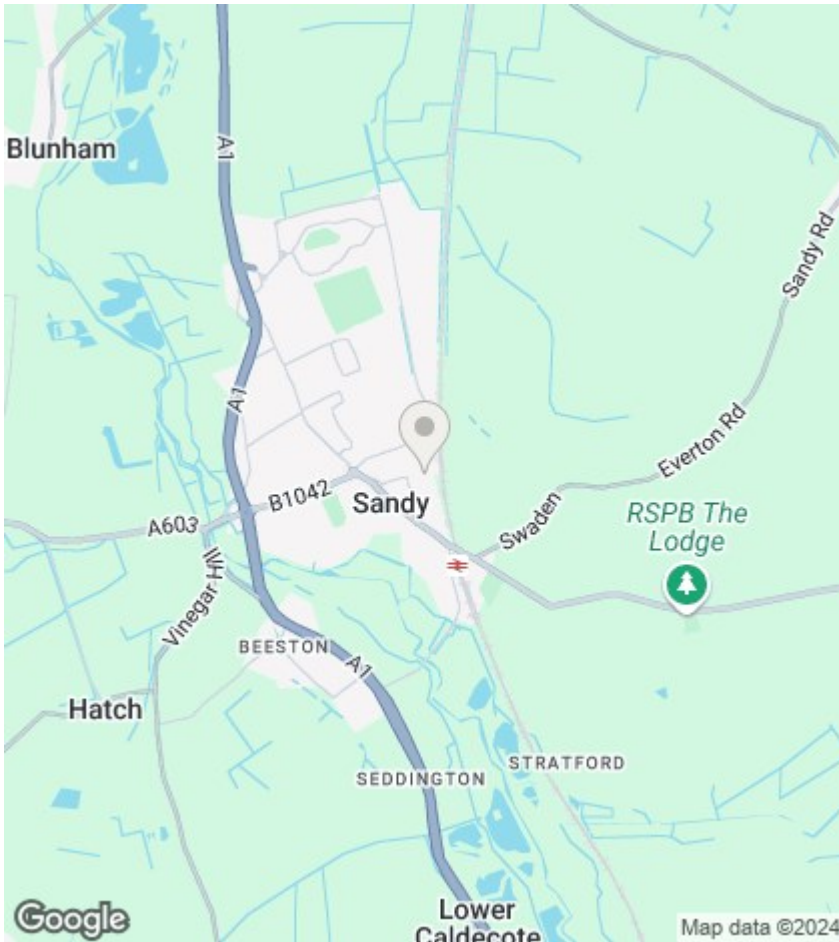 Blunham
A1
Sandy Rd
A1
Everton Rd
B1042
Sandy
A603
Swaden
RSPB The
Lodge
Vinegar Hill
BEESTON
A1
Hatch
STRATFORD
SEDDINGTON
Lower
Caldecote
Google
Map data ©2024